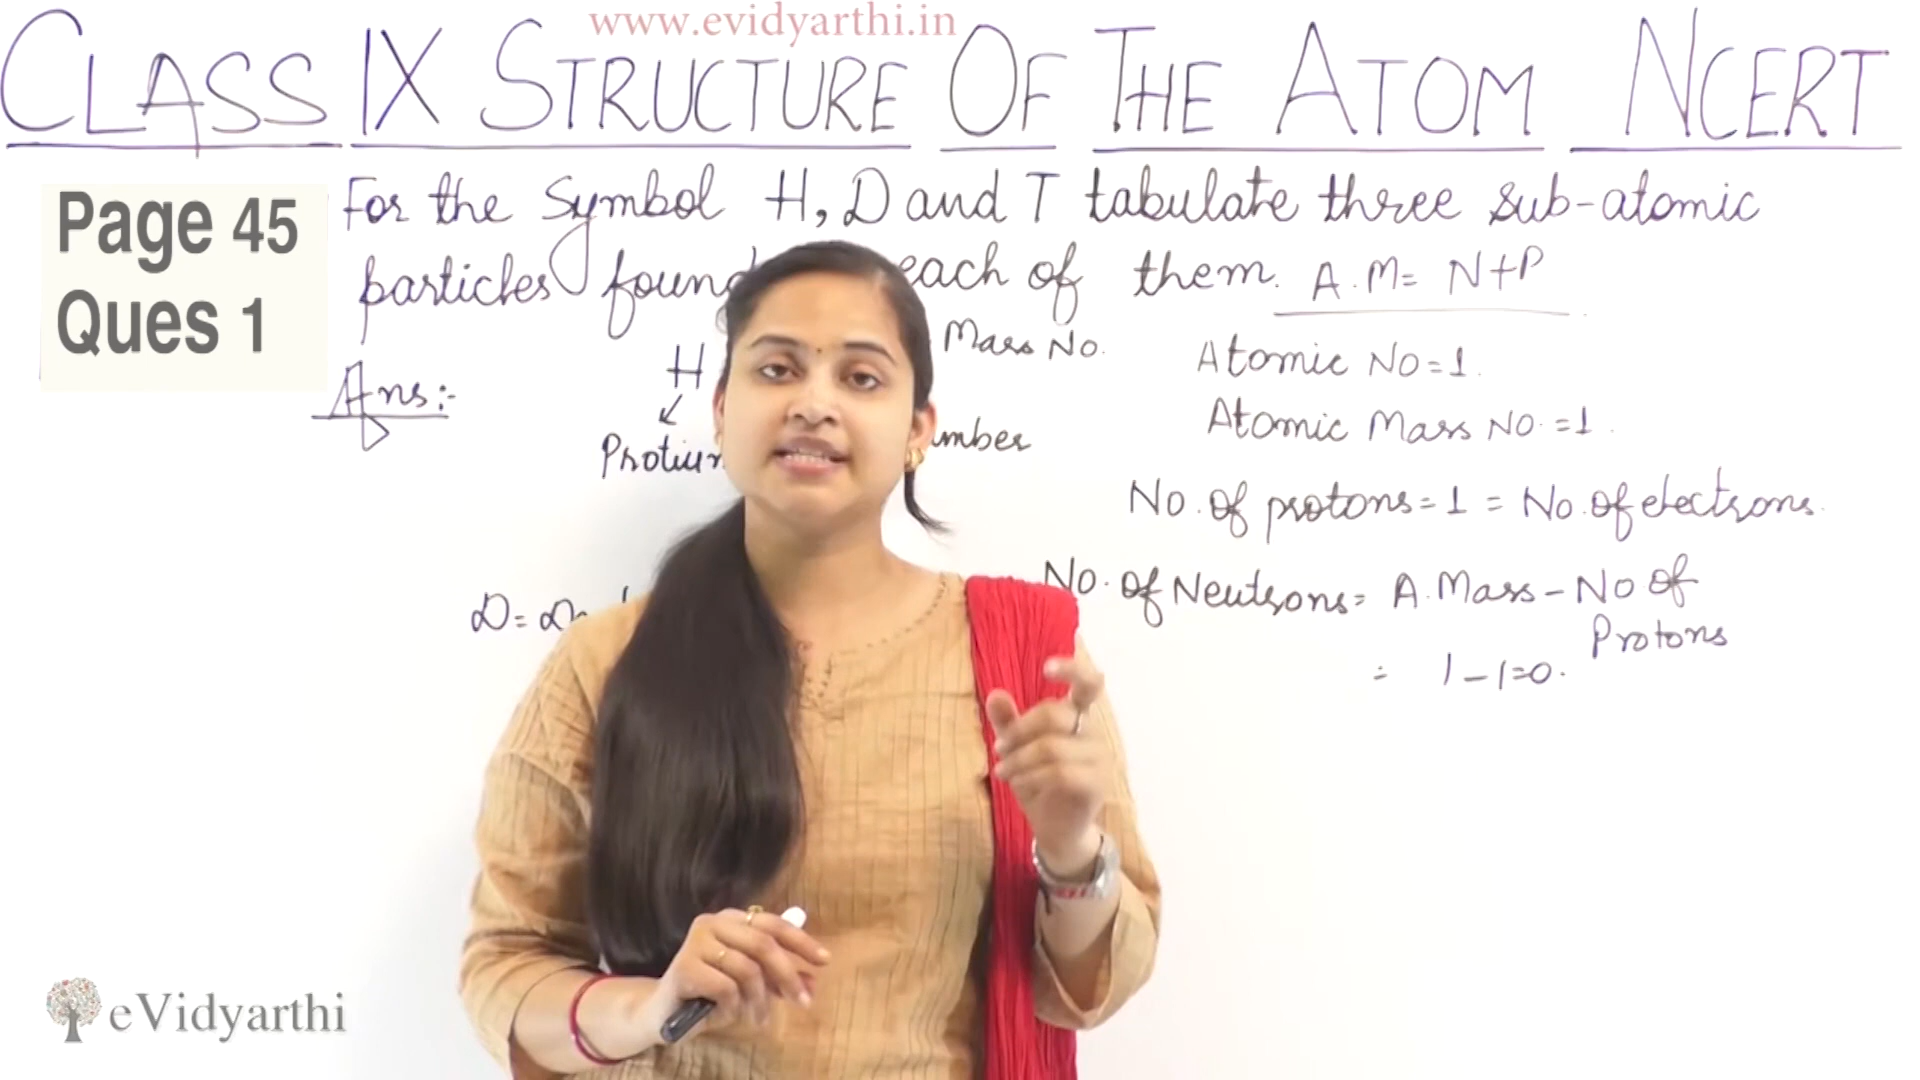 www.evidyarthi.in
CLASS IX STRUCTURE OF THE ATOM NCERT
Page 45
Ques 1
For the Symbol H, D and T tabulate three sub-atomic
particles each of them. A.M= N+P
Ans:-
H
Mass No.
Atomic No=1.
Atomic Mass No.=1.
No. of protons=1 = No. of electrons.
D=
No. of Neutrons= A.Mass-No of
Protons
= 1-1=0.
eVidyarthi